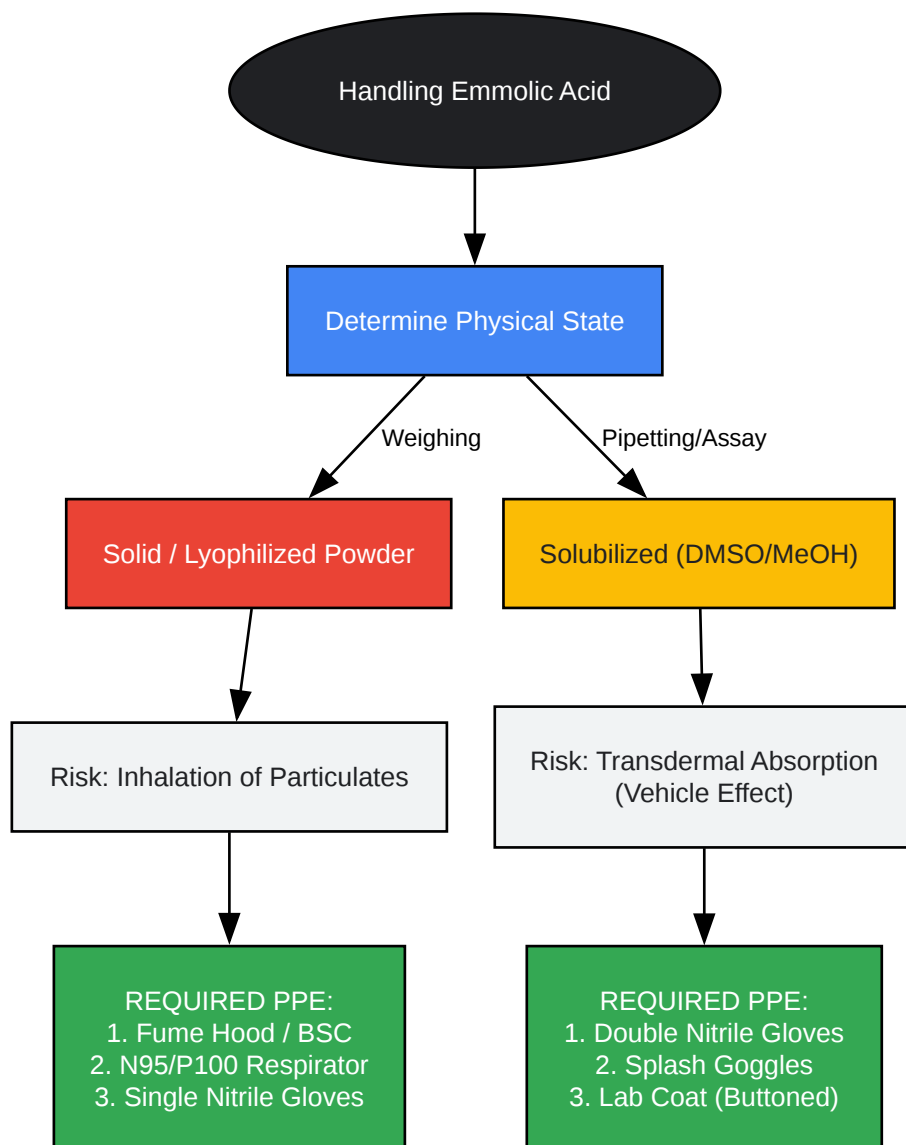 Handling Emmolic Acid
Determine Physical State
Weighing
Pipetting/Assay
Solid / Lyophilized Powder
Solubilized (DMSO/MeOH)
Risk: Inhalation of Particulates
Risk: Transdermal Absorption
(Vehicle Effect)
REQUIRED PPE:
1. Fume Hood / BSC
2. N95/P100 Respirator
3. Single Nitrile Gloves
REQUIRED PPE:
1. Double Nitrile Gloves
2. Splash Goggles
3. Lab Coat (Buttoned)